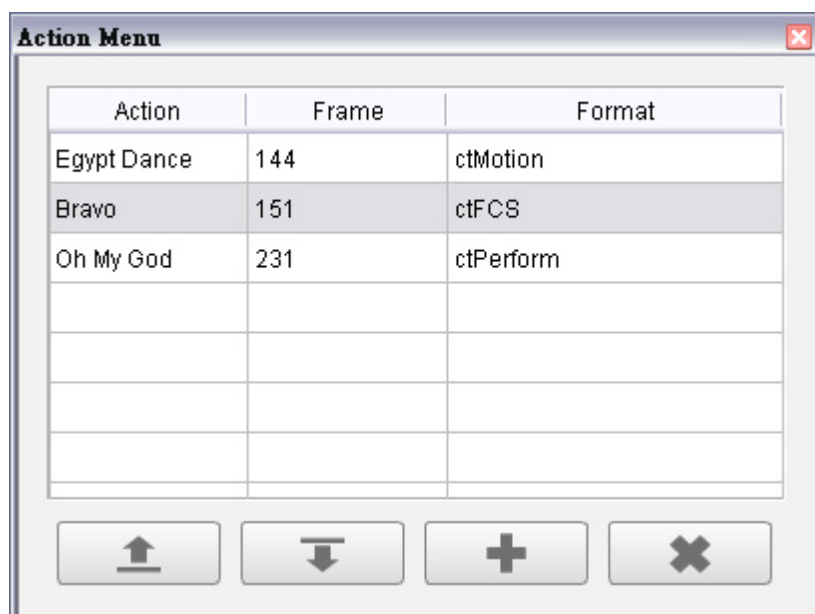 Action Menu
Action Frame Format
Egypt Dance 144 ctMotion
Bravo 151 ctFCS
Oh My God 231 ctPerform